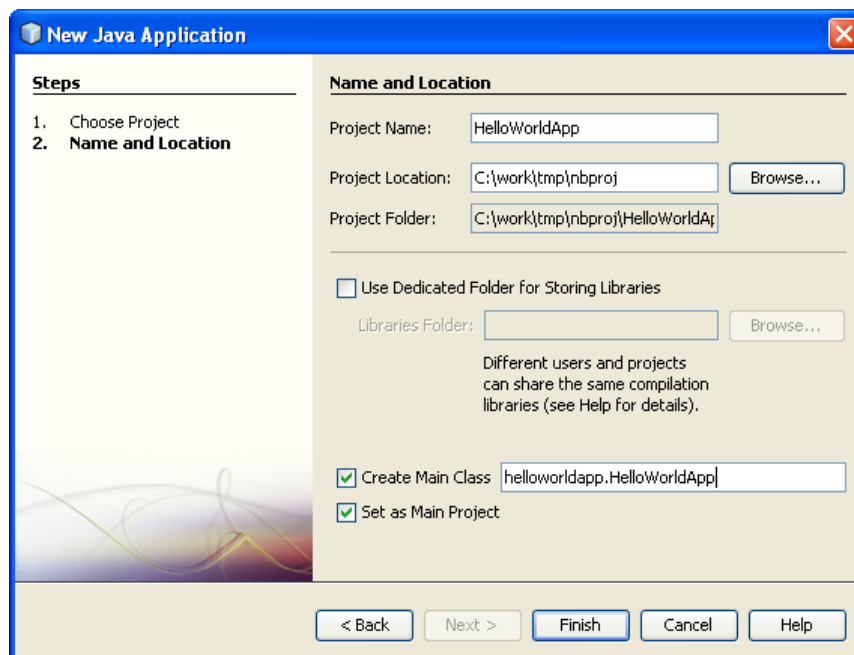 New Java Application
Steps
1. Choose Project
2. Name and Location
Name and Location
Project Name: HelloWorldApp
Project Location: C:\work\tmp\nbproj Browse...
Project Folder: C:\work\tmp\nbproj\HelloWorldAp
Use Dedicated Folder for Storing Libraries
Libraries Folder: Browse...
Different users and projects
can share the same compilation
libraries (see Help for details).
Create Main Class helloworldapp.HelloWorldApp
Set as Main Project
< Back Next > Finish Cancel Help